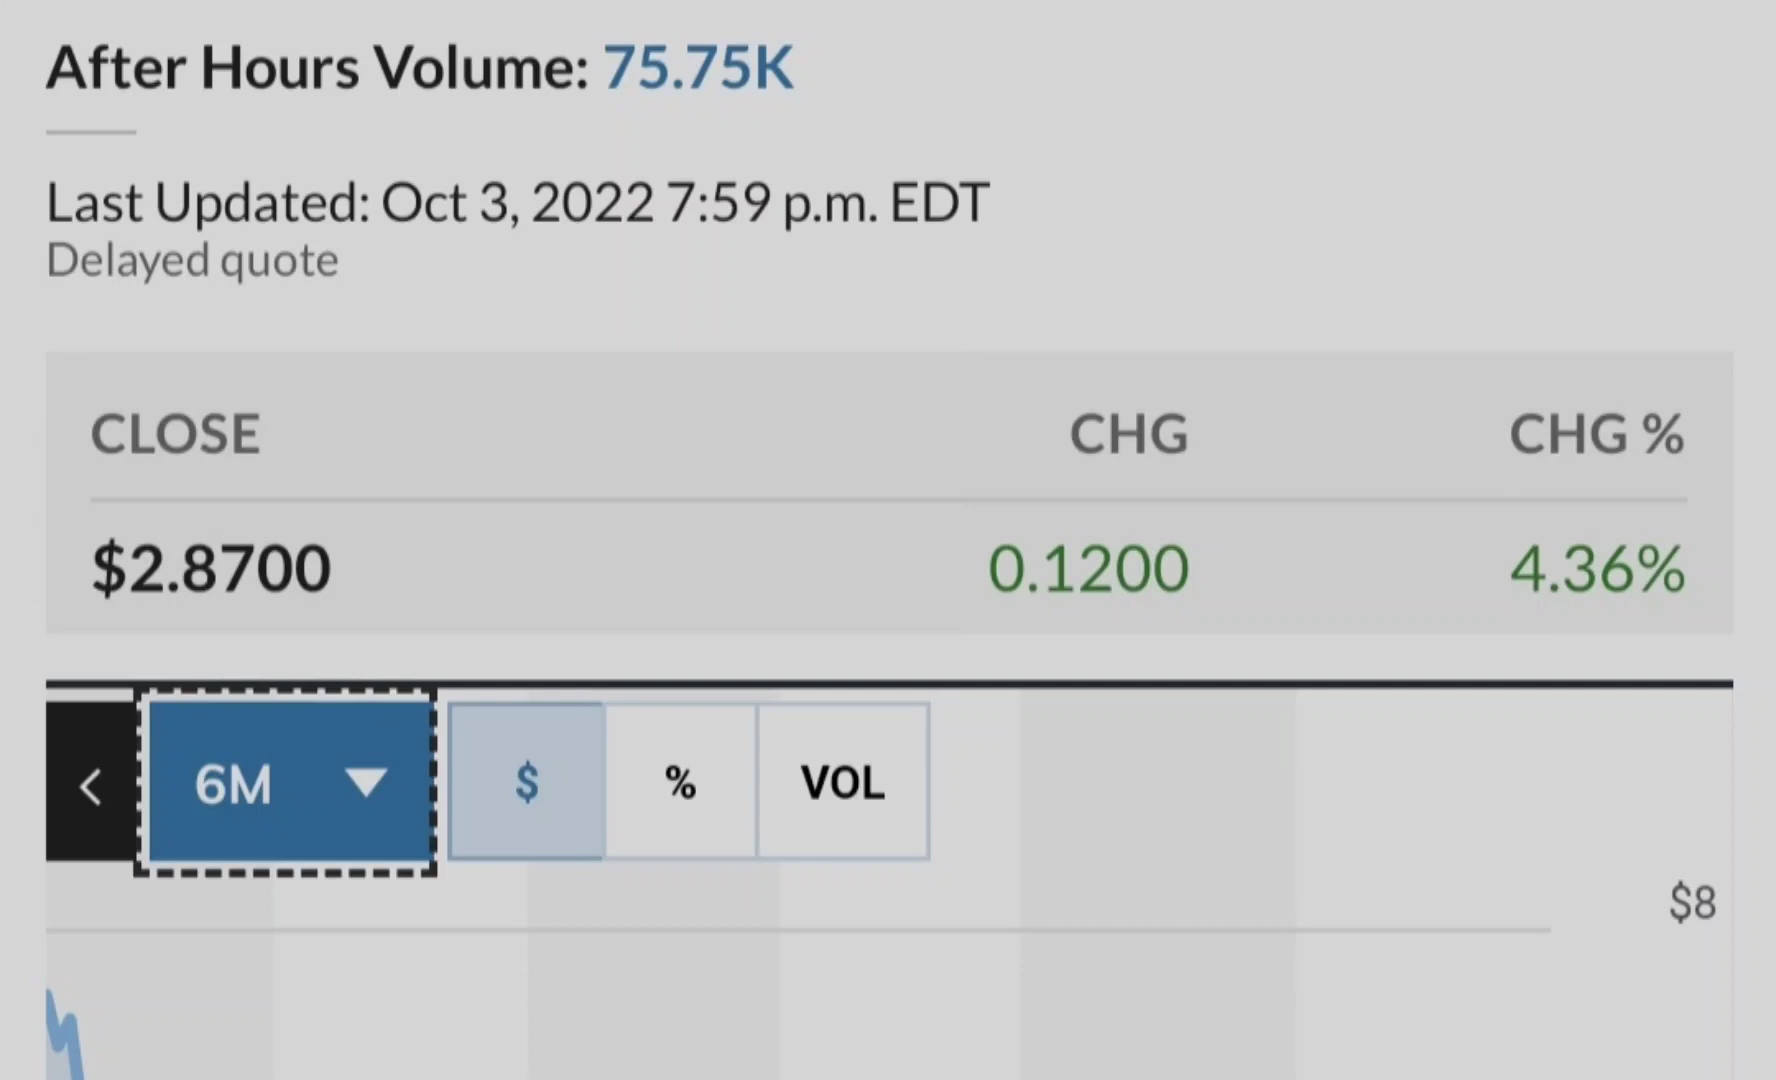 After Hours Volume: 75.75K
Last Updated: Oct 3, 2022 7:59 p.m. EDT
Delayed quote
CLOSE CHG CHG %
$2.8700 0.1200 4.36%
6M $ % VOL
$8